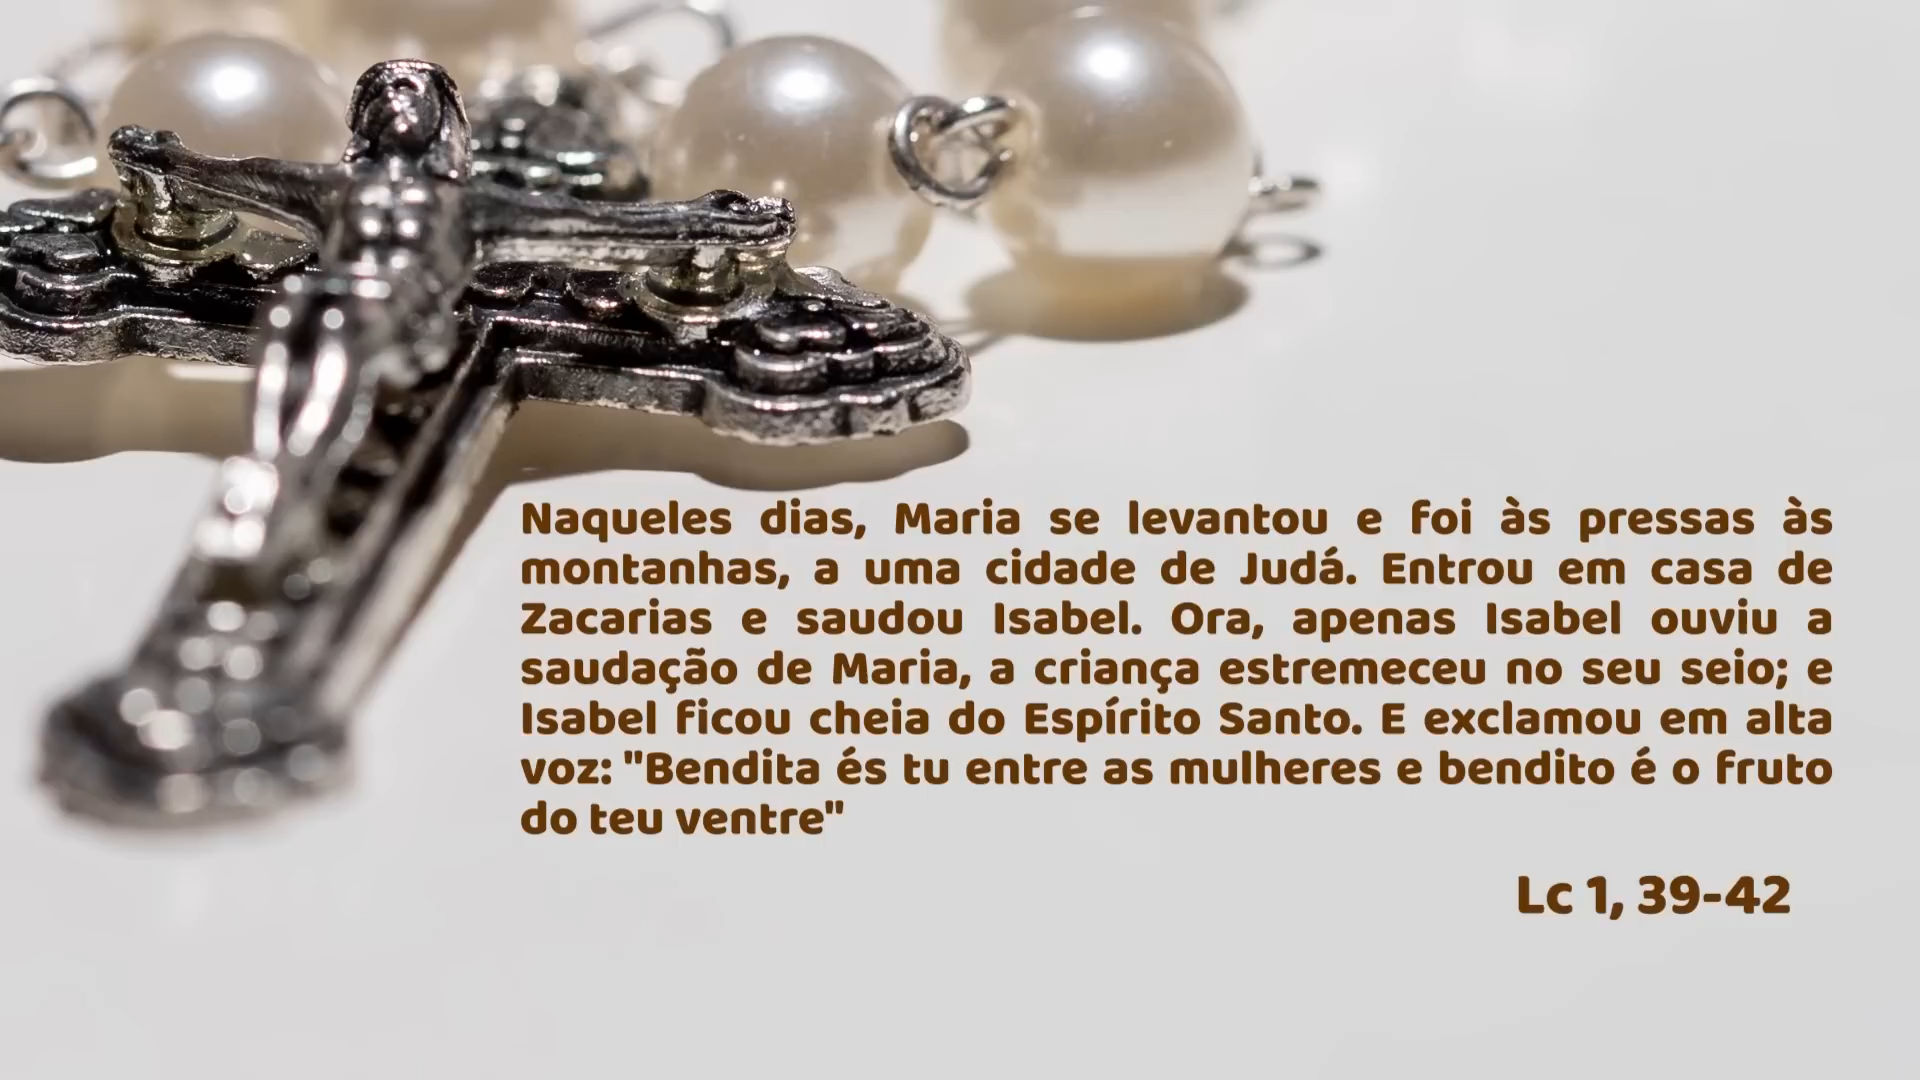 Naqueles dias, Maria se levantou e foi às pressas às
montanhas, a uma cidade de Judá. Entrou em casa de
Zacarias e saudou Isabel. Ora, apenas Isabel ouviu a
saudação de Maria, a criança estremeceu no seu seio; e
Isabel ficou cheia do Espírito Santo. E exclamou em alta
voz: "Bendita és tu entre as mulheres e bendito é o fruto
do teu ventre"
Lc 1, 39-42